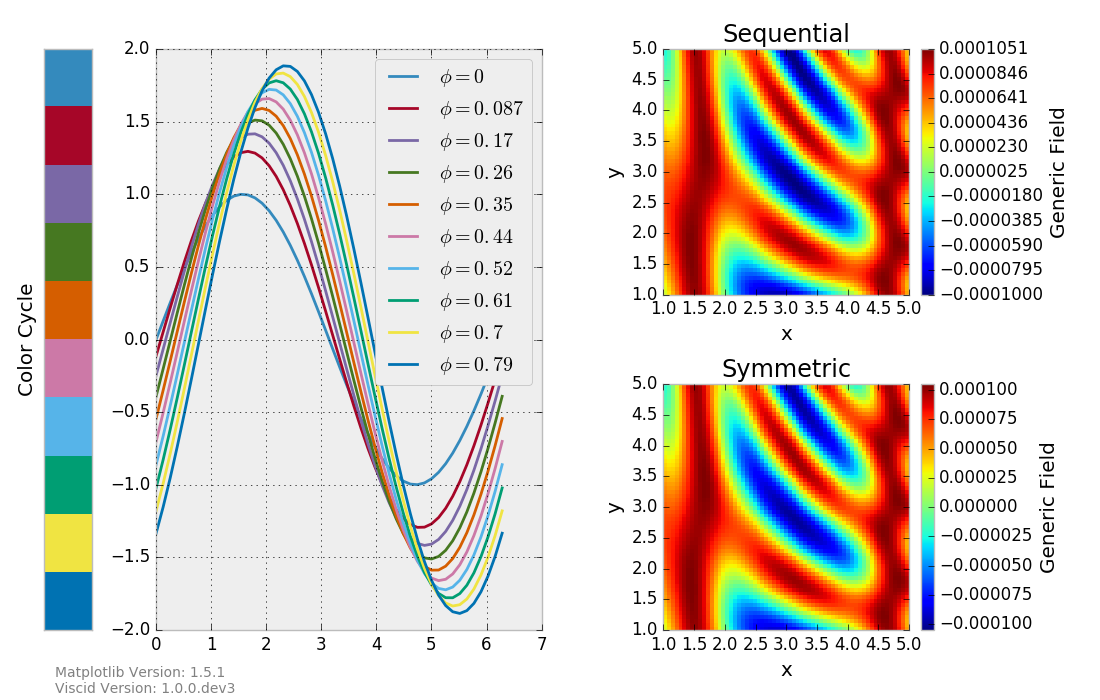 Color Cycle
2.0
1.5
1.0
0.5
0.0
−0.5
−1.0
−1.5
−2.0
0 1 2 3 4 5 6 7
ϕ = 0
ϕ = 0.087
ϕ = 0.17
ϕ = 0.26
ϕ = 0.35
ϕ = 0.44
ϕ = 0.52
ϕ = 0.61
ϕ = 0.7
ϕ = 0.79
Sequential
y
5.0
4.5
4.0
3.5
3.0
2.5
2.0
1.5
1.0
1.0 1.5 2.0 2.5 3.0 3.5 4.0 4.5 5.0
x
0.0001051
0.0000846
0.0000641
0.0000436
0.0000230
0.0000025
−0.0000180
−0.0000385
−0.0000590
−0.0000795
−0.0001000
Generic Field
Symmetric
y
5.0
4.5
4.0
3.5
3.0
2.5
2.0
1.5
1.0
1.0 1.5 2.0 2.5 3.0 3.5 4.0 4.5 5.0
x
0.000100
0.000075
0.000050
0.000025
0.000000
−0.000025
−0.000050
−0.000075
−0.000100
Generic Field
Matplotlib Version: 1.5.1
Viscid Version: 1.0.0.dev3